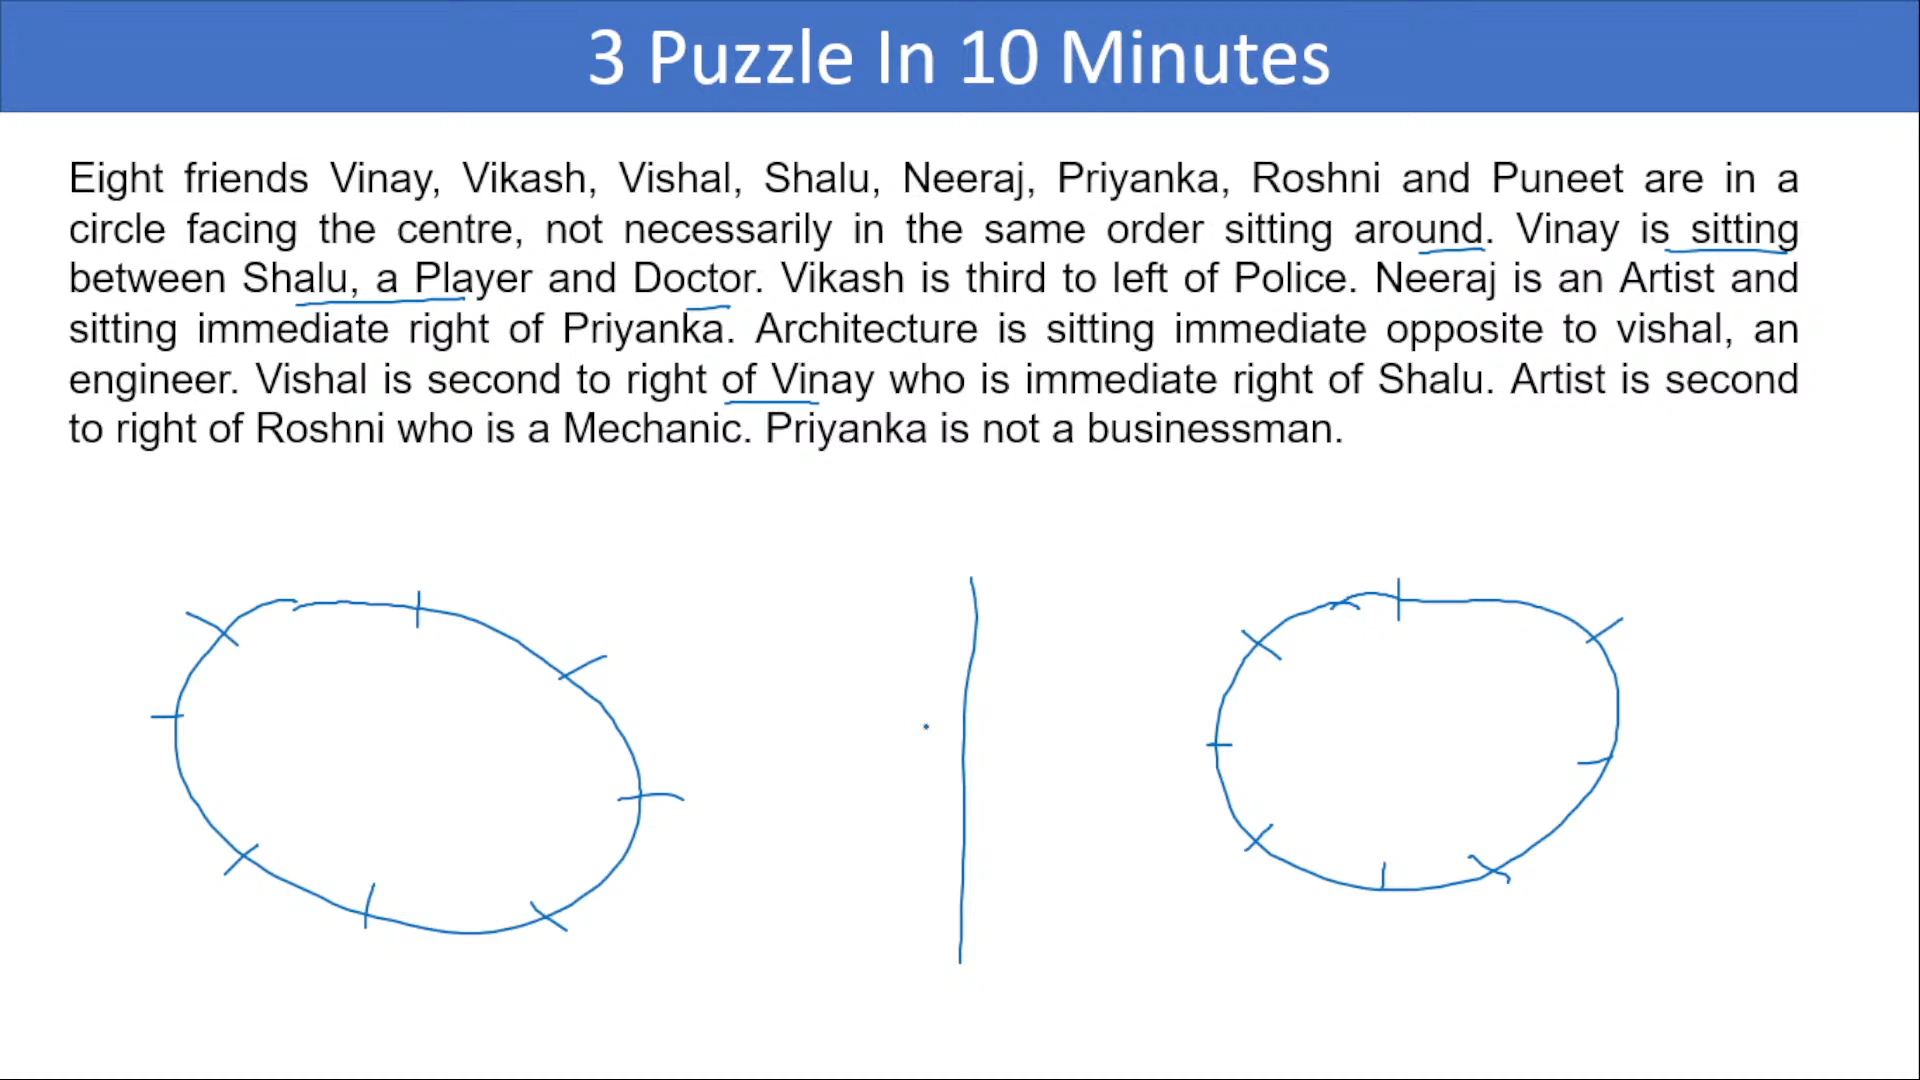 3 Puzzle In 10 Minutes
Eight friends Vinay, Vikash, Vishal, Shalu, Neeraj, Priyanka, Roshni and Puneet are in a
circle facing the centre, not necessarily in the same order sitting around. Vinay is sitting
between Shalu, a Player and Doctor. Vikash is third to left of Police. Neeraj is an Artist and
sitting immediate right of Priyanka. Architecture is sitting immediate opposite to vishal, an
engineer. Vishal is second to right of Vinay who is immediate right of Shalu. Artist is second
to right of Roshni who is a Mechanic. Priyanka is not a businessman.